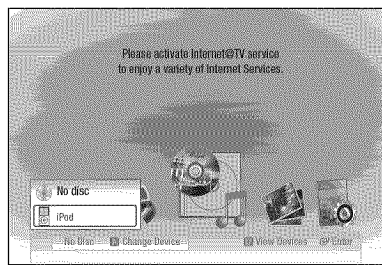 Please activate Internet@TV service
to enjoy a variety of Internet Services.
No disc
iPod
No Disc Change Device View Devices Enter